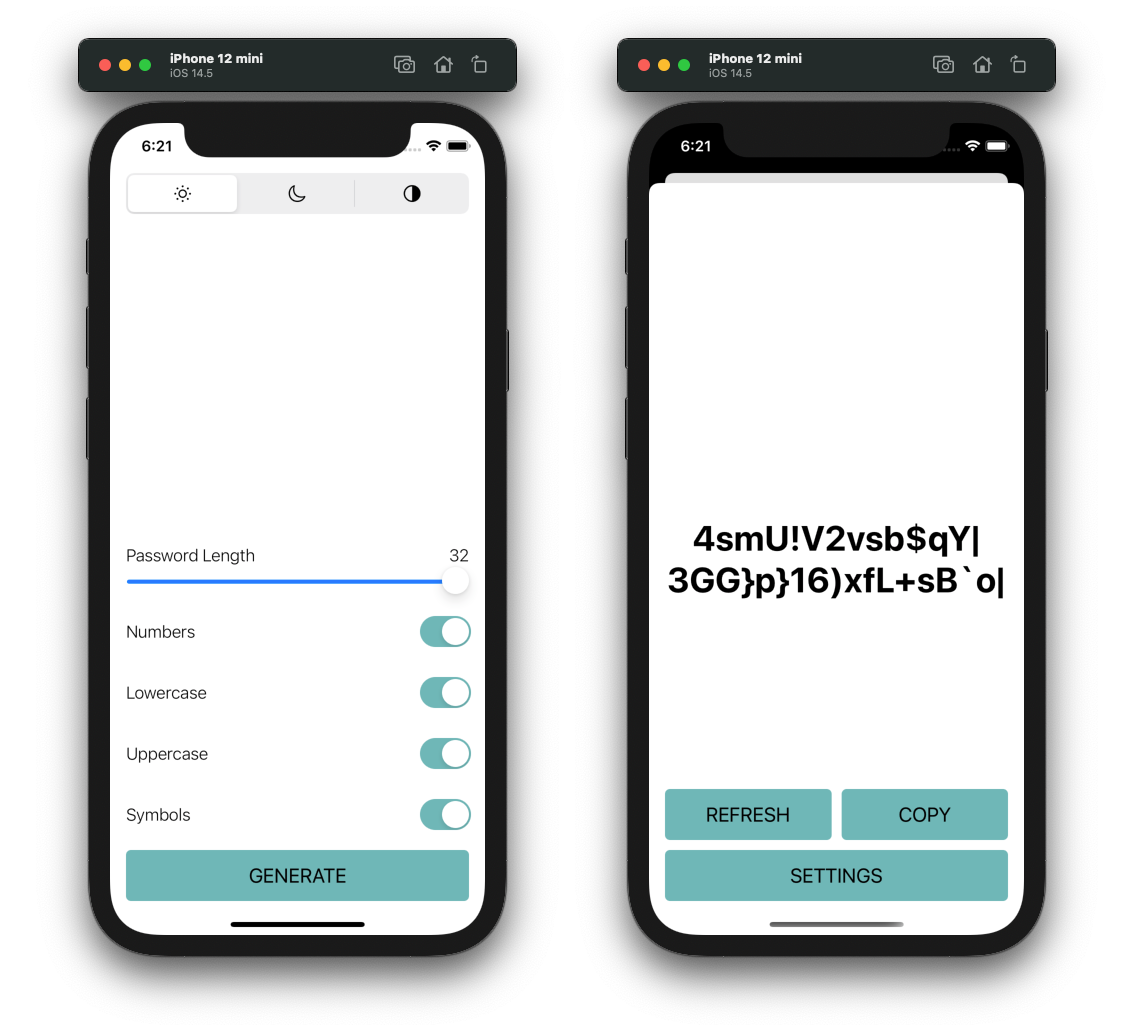 iPhone 12 mini
iOS 14.5
6:21
Password Length 32
Numbers
Lowercase
Uppercase
Symbols
GENERATE
iPhone 12 mini
iOS 14.5
6:21
4smU!V2vsb$qY|
3GG}p}16)xfL+sB`o|
REFRESH COPY
SETTINGS